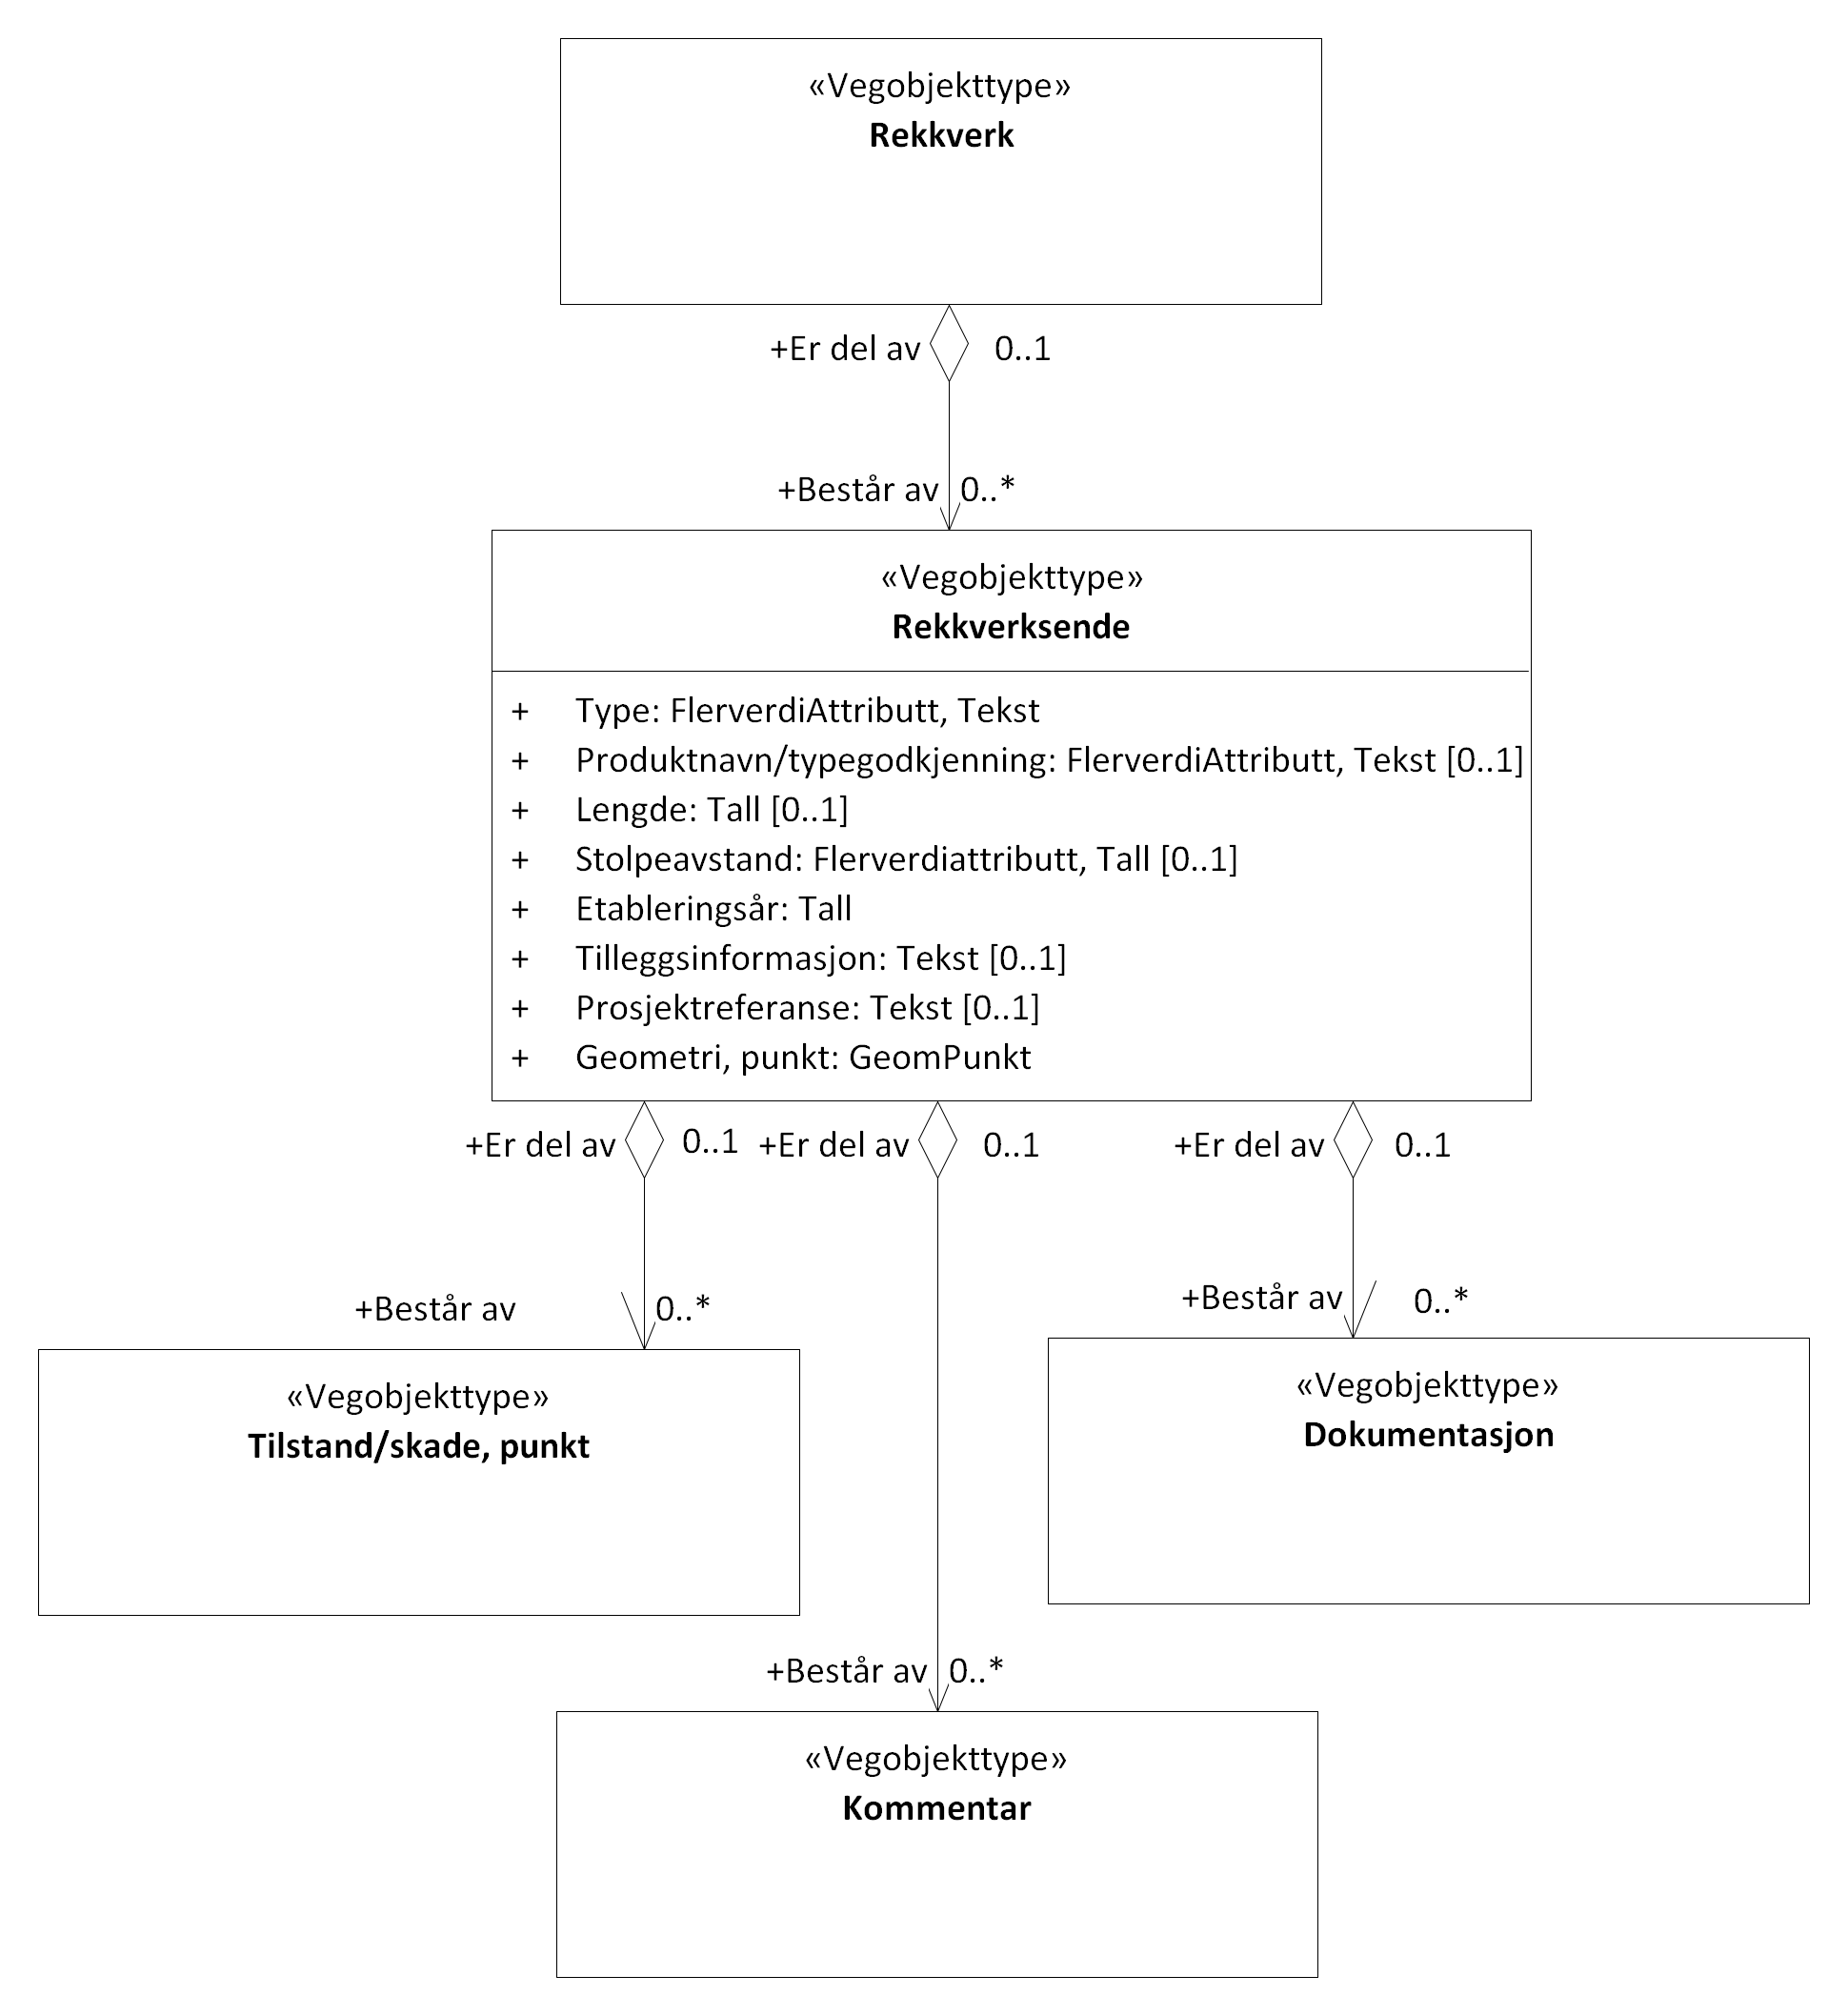 «Vegobjekttype»
Rekkverk
+Er del av 0..1
+Består av 0..*
«Vegobjekttype»
Rekkverksende
+ Type: FlerverdiAttributt, Tekst
+ Produktnavn/typegodkjenning: FlerverdiAttributt, Tekst [0..1]
+ Lengde: Tall [0..1]
+ Stolpeavstand: Flerverdiattributt, Tall [0..1]
+ Etableringsår: Tall
+ Tilleggsinformasjon: Tekst [0..1]
+ Prosjektreferanse: Tekst [0..1]
+ Geometri, punkt: GeomPunkt
+Er del av 0..1 +Er del av 0..1 +Er del av 0..1
+Består av 0..* +Består av 0..*
«Vegobjekttype»
Tilstand/skade, punkt
«Vegobjekttype»
Dokumentasjon
+Består av 0..*
«Vegobjekttype»
Kommentar